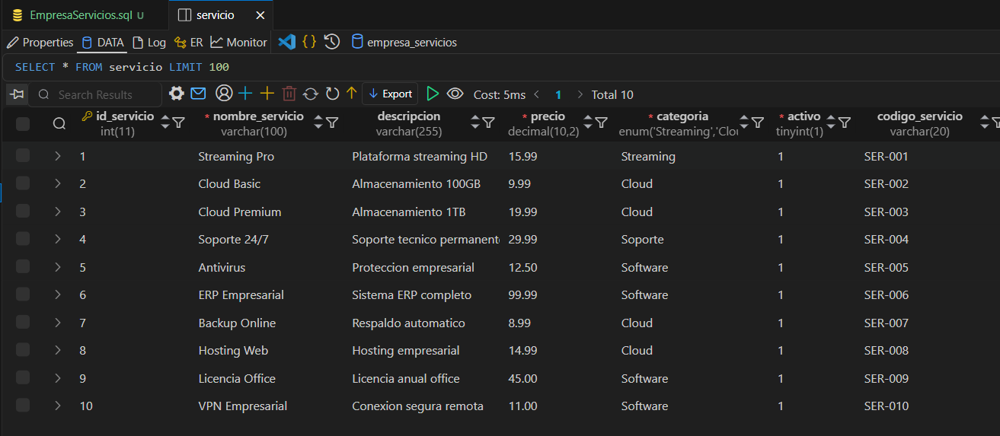 EmpresaServicios.sql U servicio
Properties DATA Log ER Monitor {} empresa_servicios
SELECT * FROM servicio LIMIT 100
Search Results Export Cost: 5ms 1 Total 10
id_servicio * nombre_servicio descripcion * precio * categoria * activo codigo_servicio
int(11) varchar(100) varchar(255) decimal(10,2) enum('Streaming','Clou tinyint(1) varchar(20)
1 Streaming Pro Plataforma streaming HD 15.99 Streaming 1 SER-001
2 Cloud Basic Almacenamiento 100GB 9.99 Cloud 1 SER-002
3 Cloud Premium Almacenamiento 1TB 19.99 Cloud 1 SER-003
4 Soporte 24/7 Soporte tecnico permanent 29.99 Soporte 1 SER-004
5 Antivirus Proteccion empresarial 12.50 Software 1 SER-005
6 ERP Empresarial Sistema ERP completo 99.99 Software 1 SER-006
7 Backup Online Respaldo automatico 8.99 Cloud 1 SER-007
8 Hosting Web Hosting empresarial 14.99 Cloud 1 SER-008
9 Licencia Office Licencia anual office 45.00 Software 1 SER-009
10 VPN Empresarial Conexion segura remota 11.00 Software 1 SER-010